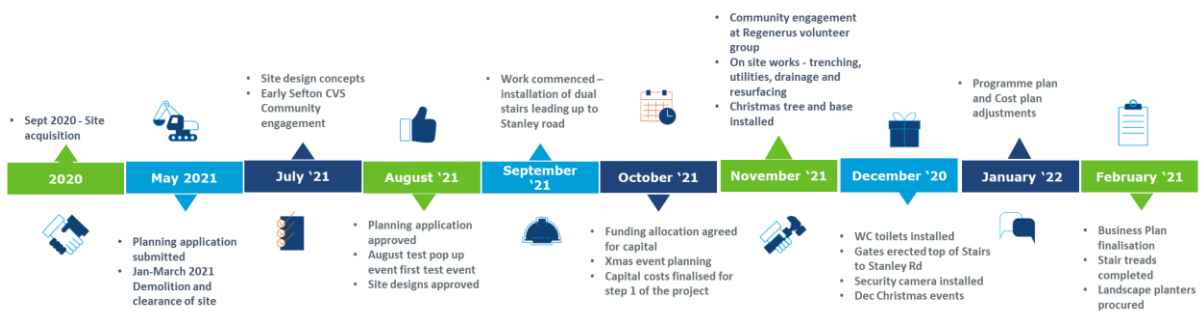 • Sept 2020 - Site
acquisition
2020
May 2021
• Planning application
submitted
• Jan-March 2021
Demolition and
clearance of site
• Site design concepts
• Early Sefton CVS
Community
engagement
July ‘21
August ‘21
• Planning application
approved
• August test pop up
event first test event
• Site designs approved
• Work commenced –
installation of dual
stairs leading up to
Stanley road
September
‘21
October ‘21
• Funding allocation agreed
for capital
• Xmas event planning
• Capital costs finalised for
step 1 of the project
• Community engagement
at Regenerus volunteer
group
• On site works - trenching,
utilities, drainage and
resurfacing
• Christmas tree and base
installed
November ‘21
December ‘20
• WC toilets installed
• Gates erected top of Stairs
to Stanley Rd
• Security camera installed
• Dec Christmas events
• Programme plan
and Cost plan
adjustments
January ‘22
February ‘21
• Business Plan
finalisation
• Stair treads
completed
• Landscape planters
procured